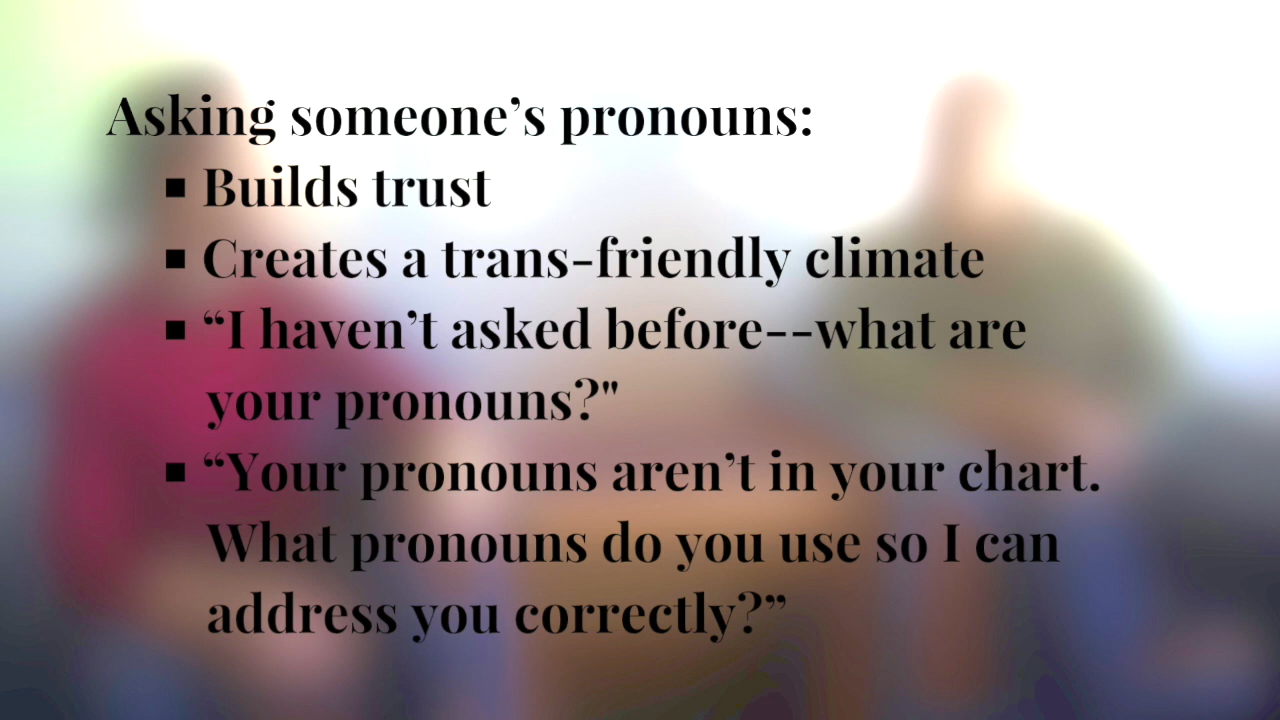 Asking someone’s pronouns:
▪ Builds trust
▪ Creates a trans-friendly climate
▪ “I haven’t asked before--what are
your pronouns?"
▪ “Your pronouns aren’t in your chart.
What pronouns do you use so I can
address you correctly?”